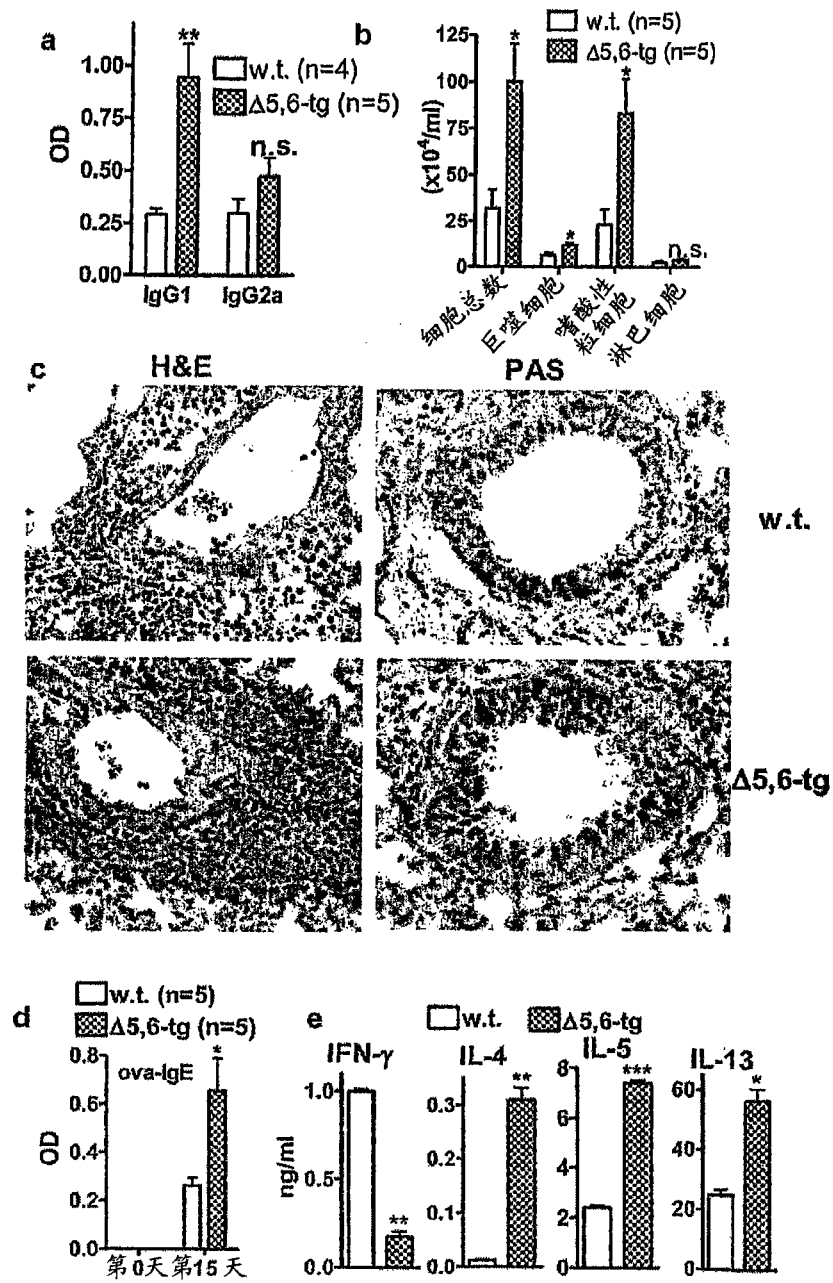 a
**
w.t. (n=4)
Δ5,6-tg (n=5)
n.s.
OD
1.00
0.75
0.50
0.25
0.00
IgG1 IgG2a
b
w.t. (n=5)
Δ5,6-tg (n=5)
(x10⁴/ml)
125
100
75
50
25
0
*
*
*
n.s.
细胞总数
巨噬细胞
嗜酸性
粒细胞
淋巴细胞
c
H&E PAS
w.t.
Δ5,6-tg
d
w.t. (n=5)
Δ5,6-tg (n=5)
ova-IgE
*
OD
0.8
0.6
0.4
0.2
0.0
第0天 第15天
e
w.t. Δ5,6-tg
ng/ml
IFN-γ
1.0
0.5
0.0
**
IL-4
0.3
0.2
0.1
0.0
**
IL-5
8
6
4
2
0
***
IL-13
60
40
20
0
*